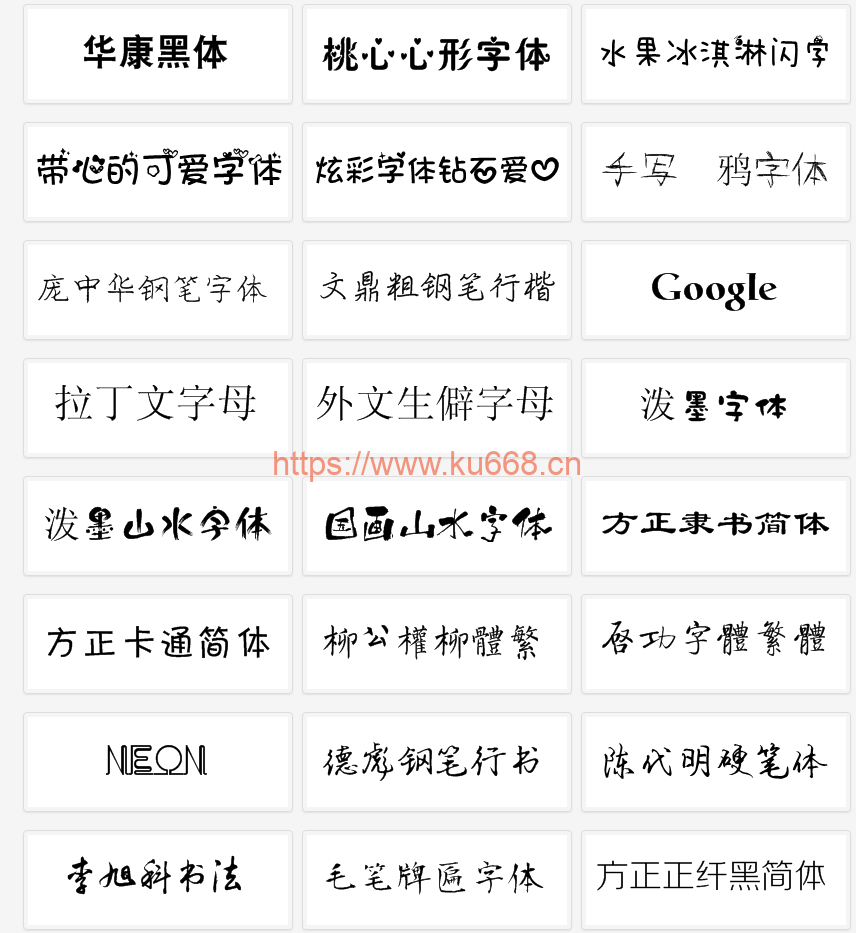 华康黑体
桃心心形字体
水果冰淇淋闪字
带心的可爱字体
炫彩字体钻石爱♡
手写 鸦字体
庞中华钢笔字体
文鼎粗钢笔行楷
Google
拉丁文字母
外文生僻字母
泼墨字体
https://www.ku668.cn
泼墨山水字体
国画山水字体
方正隶书简体
方正卡通简体
柳公權柳體繁
启功字體繁體
NEON
德彪钢笔行书
陈代明硬笔体
李旭科书法
毛笔牌匾字体
方正正纤黑简体